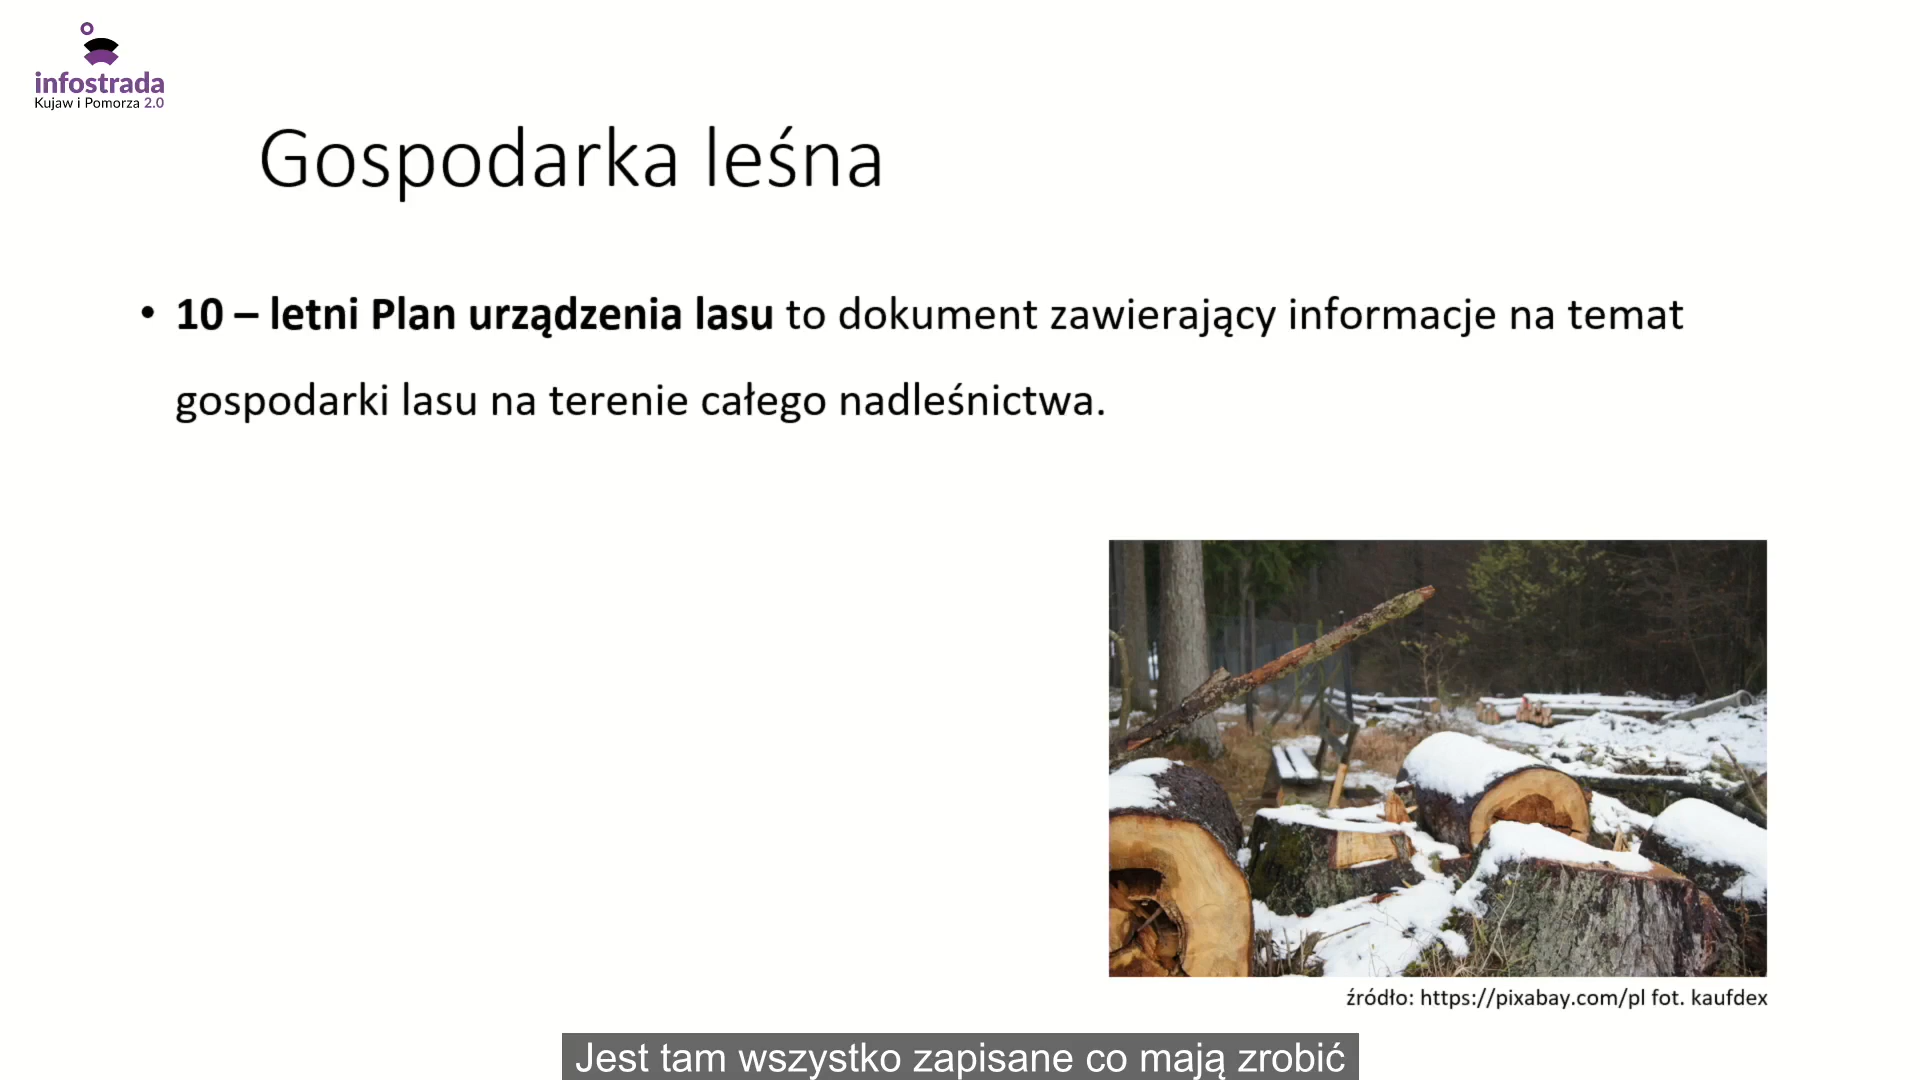 infostrada
Kujaw i Pomorza 2.0
Gospodarka leśna
• 10 – letni Plan urządzenia lasu to dokument zawierający informacje na temat
gospodarki lasu na terenie całego nadleśnictwa.
źródło: https://pixabay.com/pl fot. kaufdex
Jest tam wszystko zapisane co mają zrobić